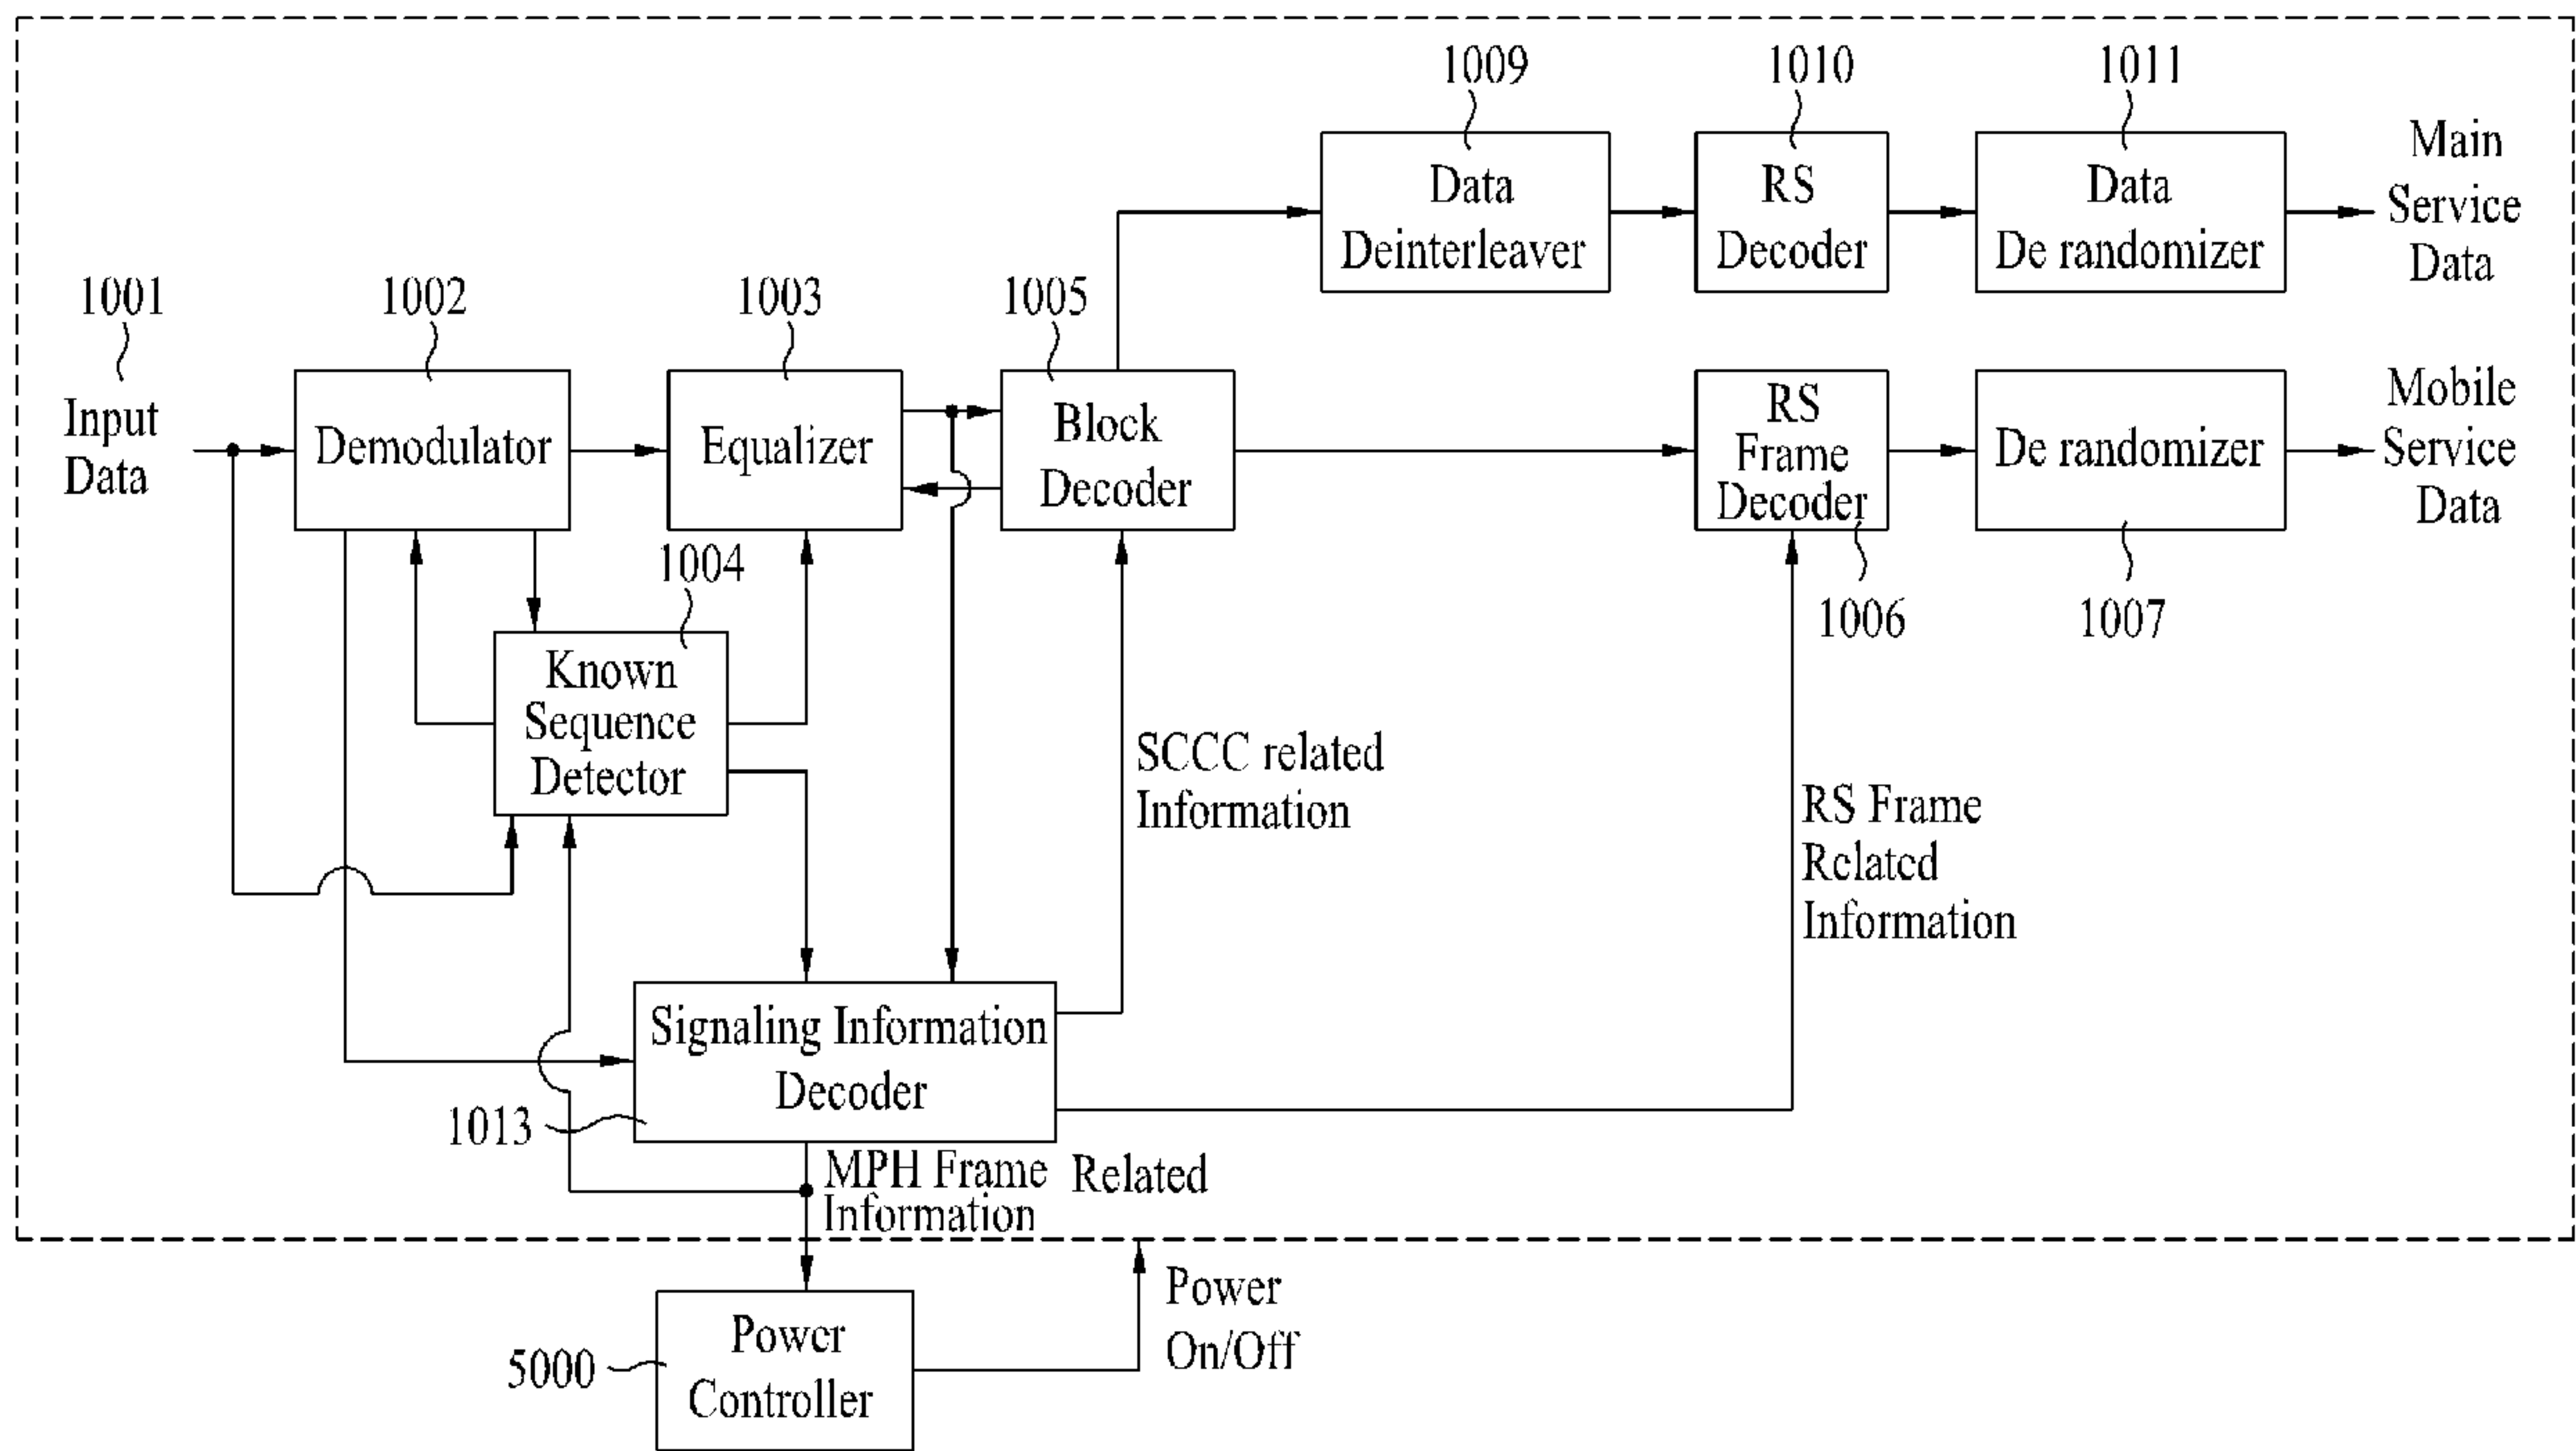 1009
1010
1011
Data
Deinterleaver
RS
Decoder
Data
De randomizer
Main
Service
Data
1001
1002
1003
1005
Input
Data
Demodulator
Equalizer
Block
Decoder
RS
Frame
Decoder
De randomizer
Mobile
Service
Data
1004
1006
1007
Known
Sequence
Detector
SCCC related
Information
RS Frame
Related
Information
Signaling Information
Decoder
1013
MPH Frame Related
Information
Power
On/Off
5000
Power
Controller